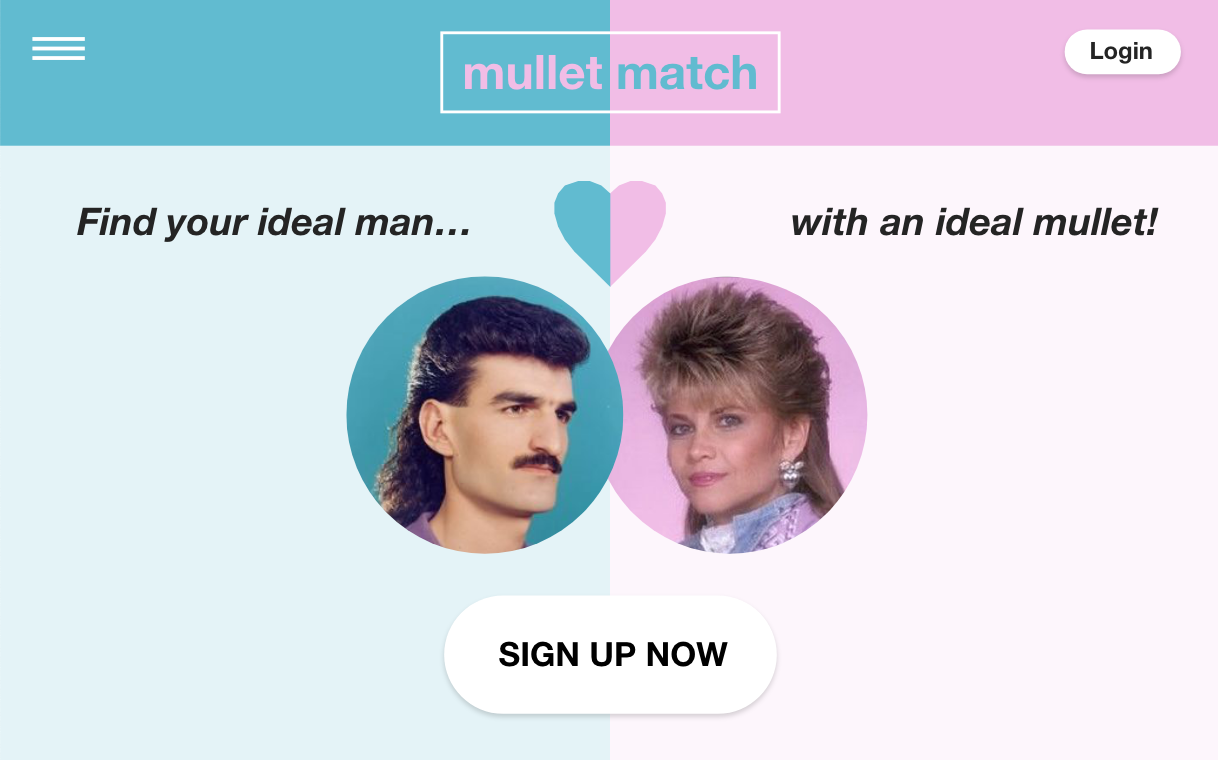 mullet match
Login
Find your ideal man...
with an ideal mullet!
SIGN UP NOW